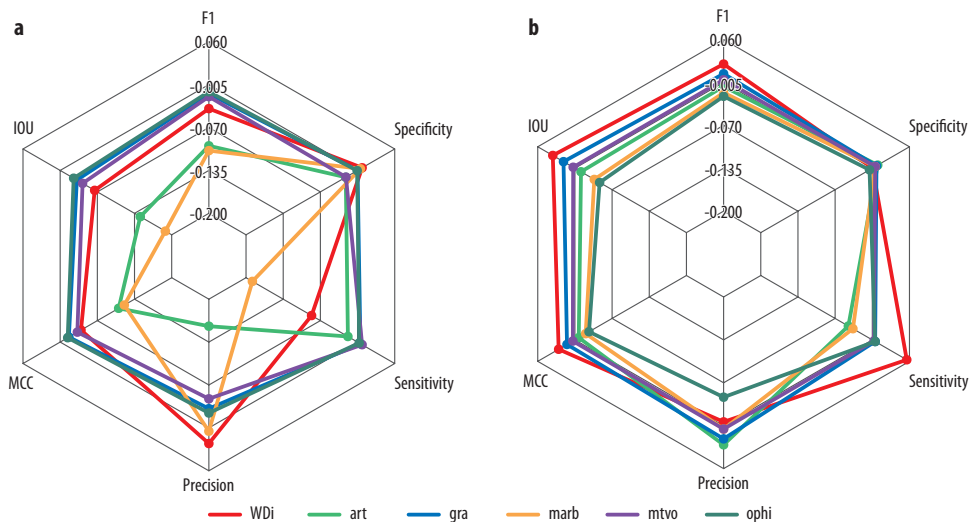 a
F1
0.060
-0.005
-0.070
-0.135
-0.200
IOU
Specificity
MCC
Sensitivity
Precision
b
F1
0.060
-0.005
-0.070
-0.135
-0.200
IOU
Specificity
MCC
Sensitivity
Precision
WDi art gra marb mtvo ophi